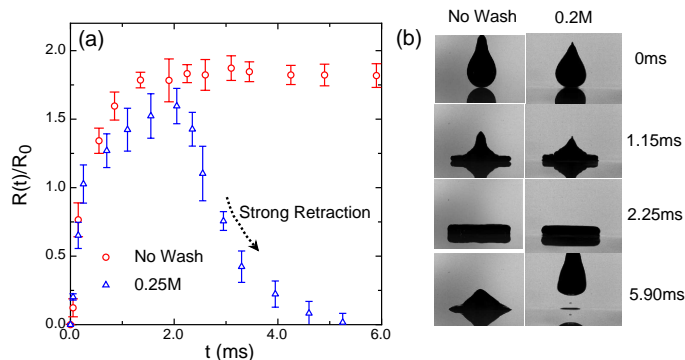 (a)
R(t)/R0
2.0
1.5
1.0
0.5
0.0
0.0
2.0
4.0
6.0
t (ms)
Strong Retraction
No Wash
0.25M
(b)
No Wash
0.2M
0ms
1.15ms
2.25ms
5.90ms